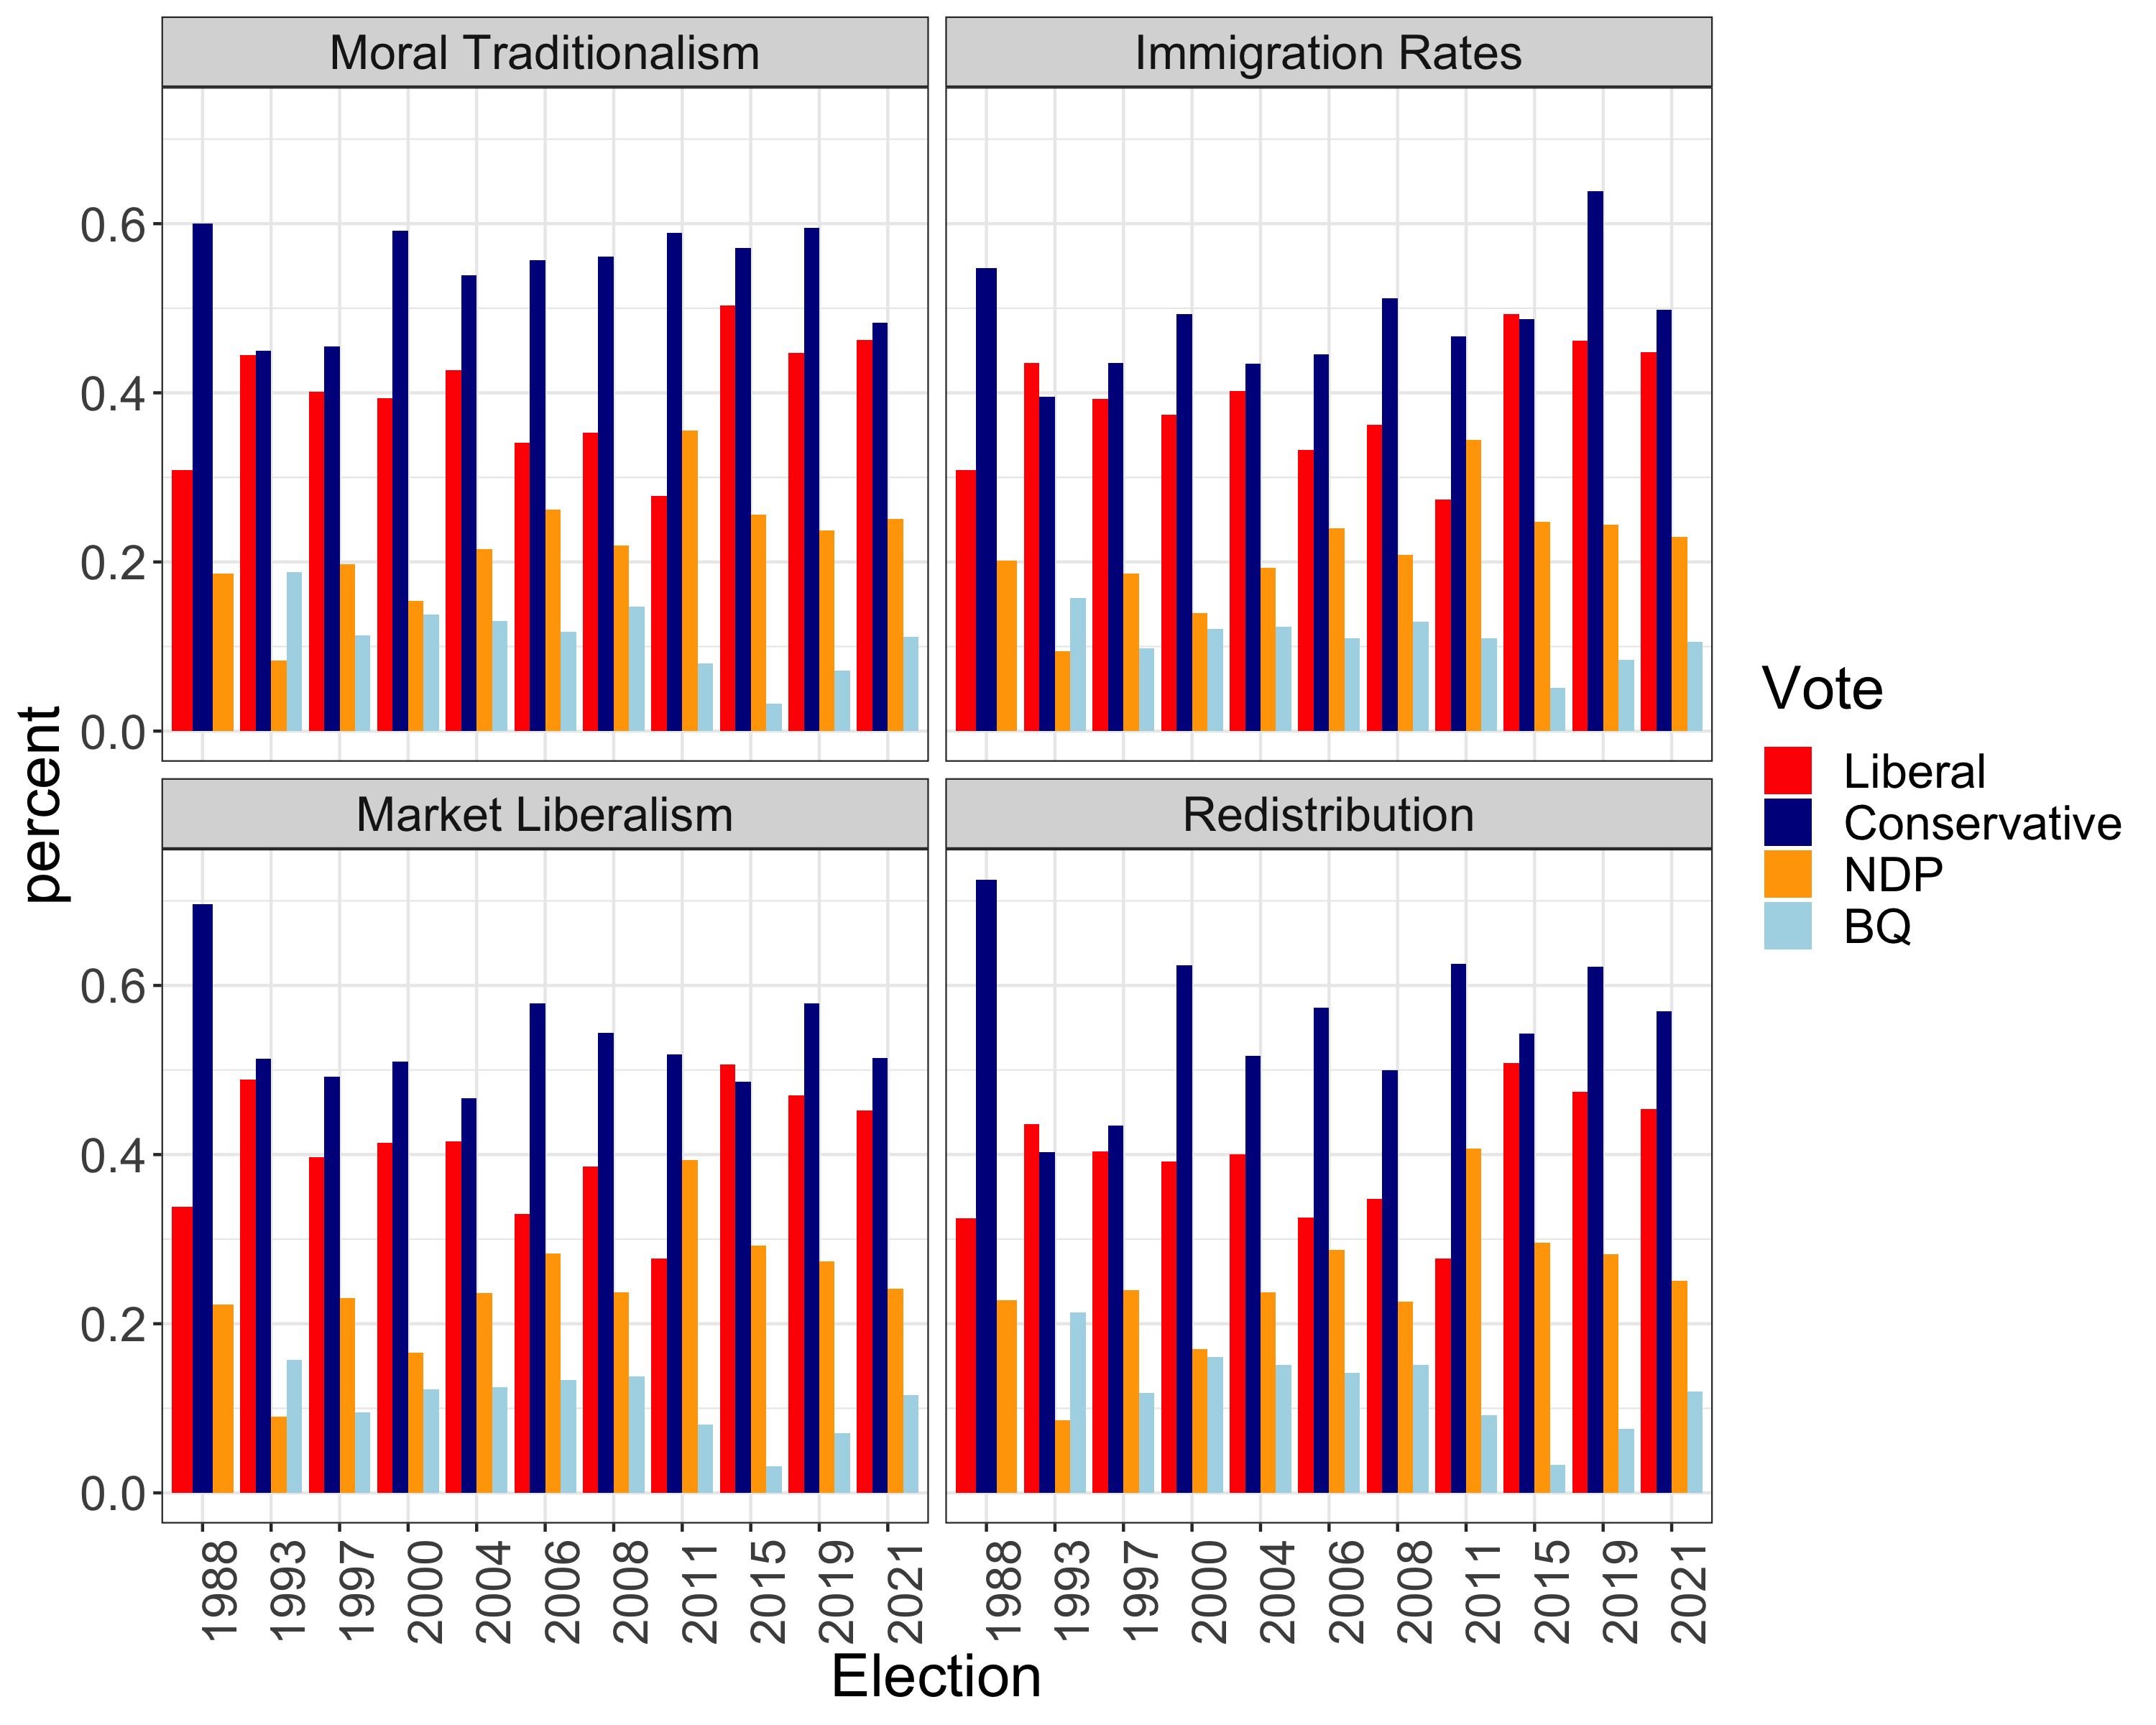 Moral Traditionalism
Immigration Rates
0.6
0.4
0.2
0.0
Market Liberalism
Redistribution
0.6
0.4
0.2
0.0
percent
1988
1993
1997
2000
2004
2006
2008
2011
2015
2019
2021
1988
1993
1997
2000
2004
2006
2008
2011
2015
2019
2021
Election
Vote
Liberal
Conservative
NDP
BQ